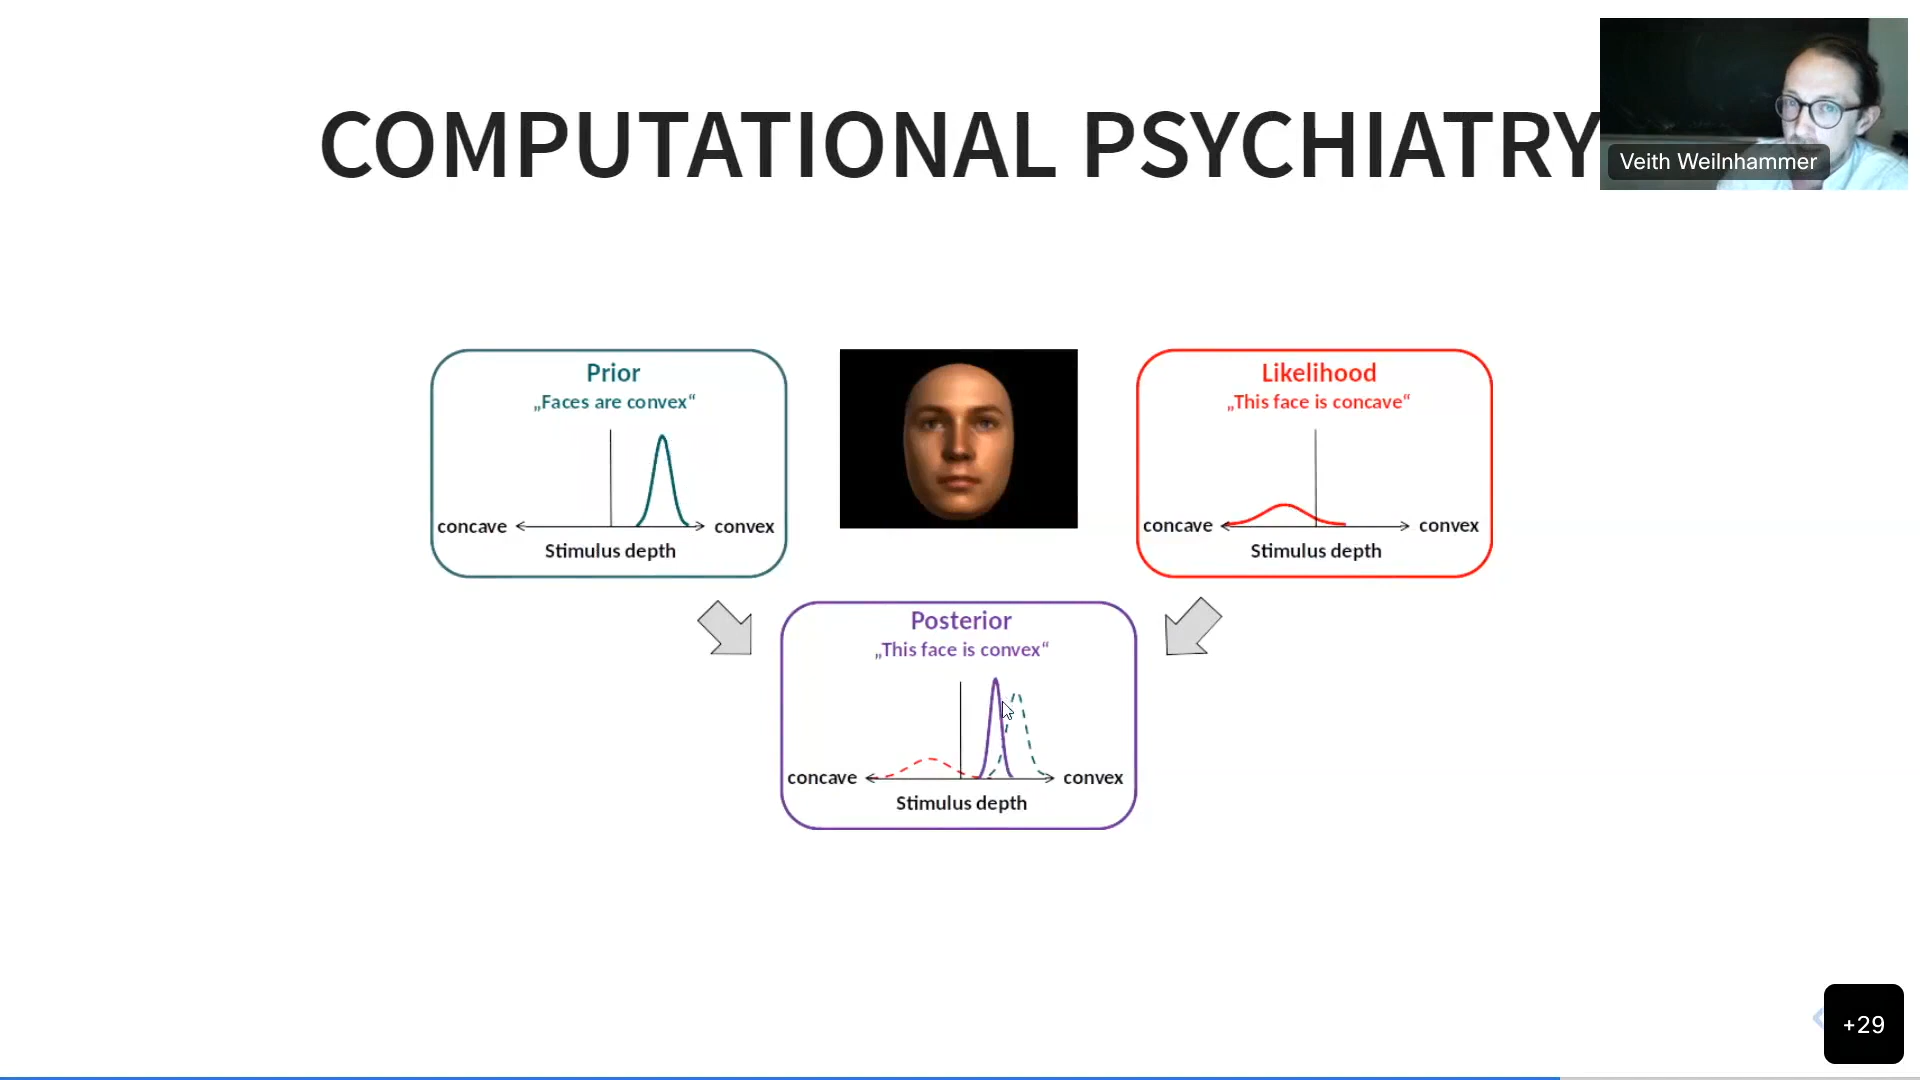 COMPUTATIONAL PSYCHIATRY
Veith Weilnhammer
Prior
„Faces are convex“
concave
convex
Stimulus depth
Likelihood
„This face is concave“
concave
convex
Stimulus depth
Posterior
„This face is convex“
concave
convex
Stimulus depth
+29